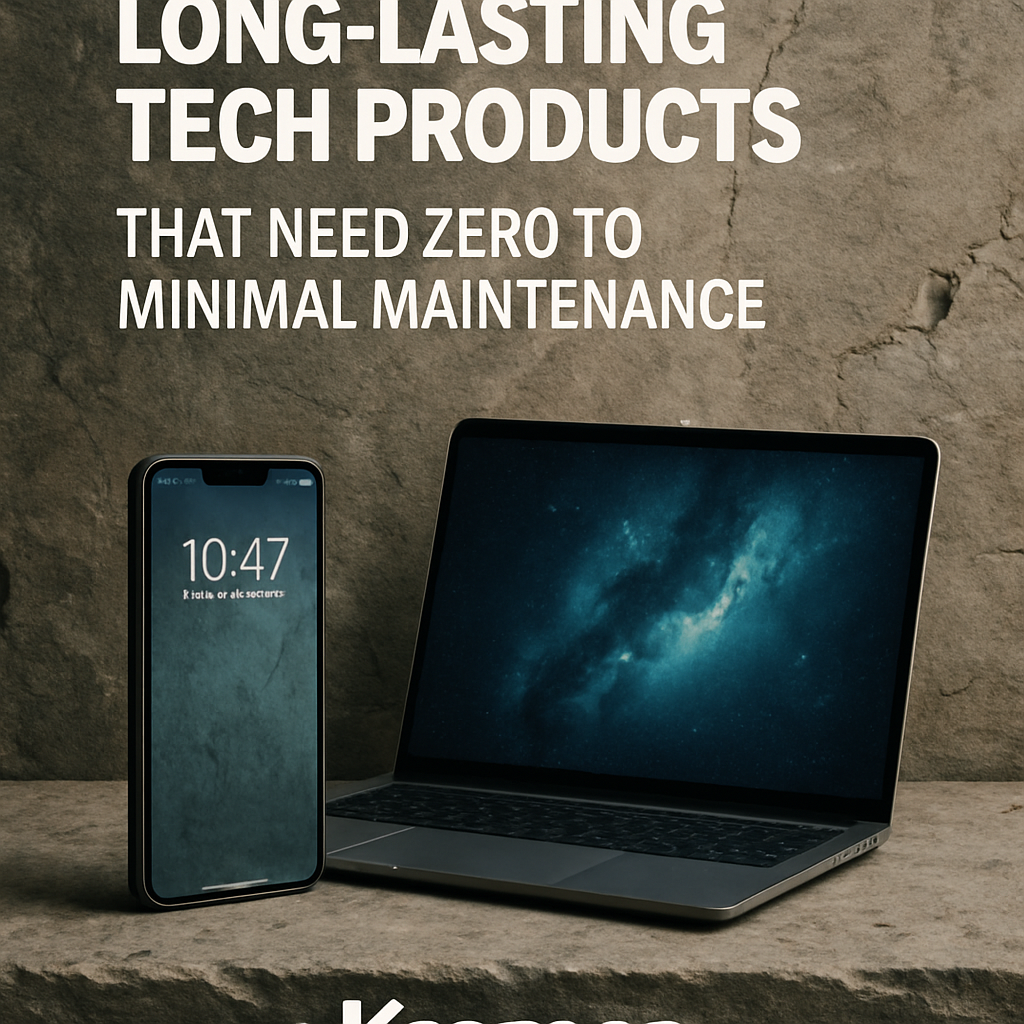 LONG-LASTING
TECH PRODUCTS
THAT NEED ZERO TO
MINIMAL MAINTENANCE
10:47